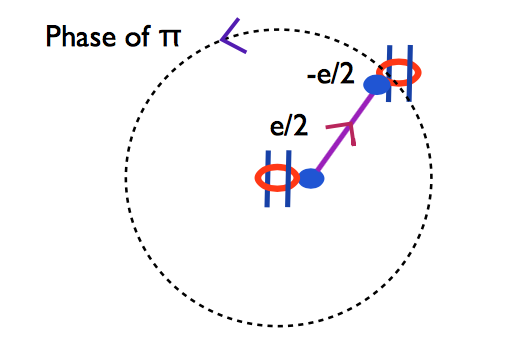 Phase of π
-e/2
e/2